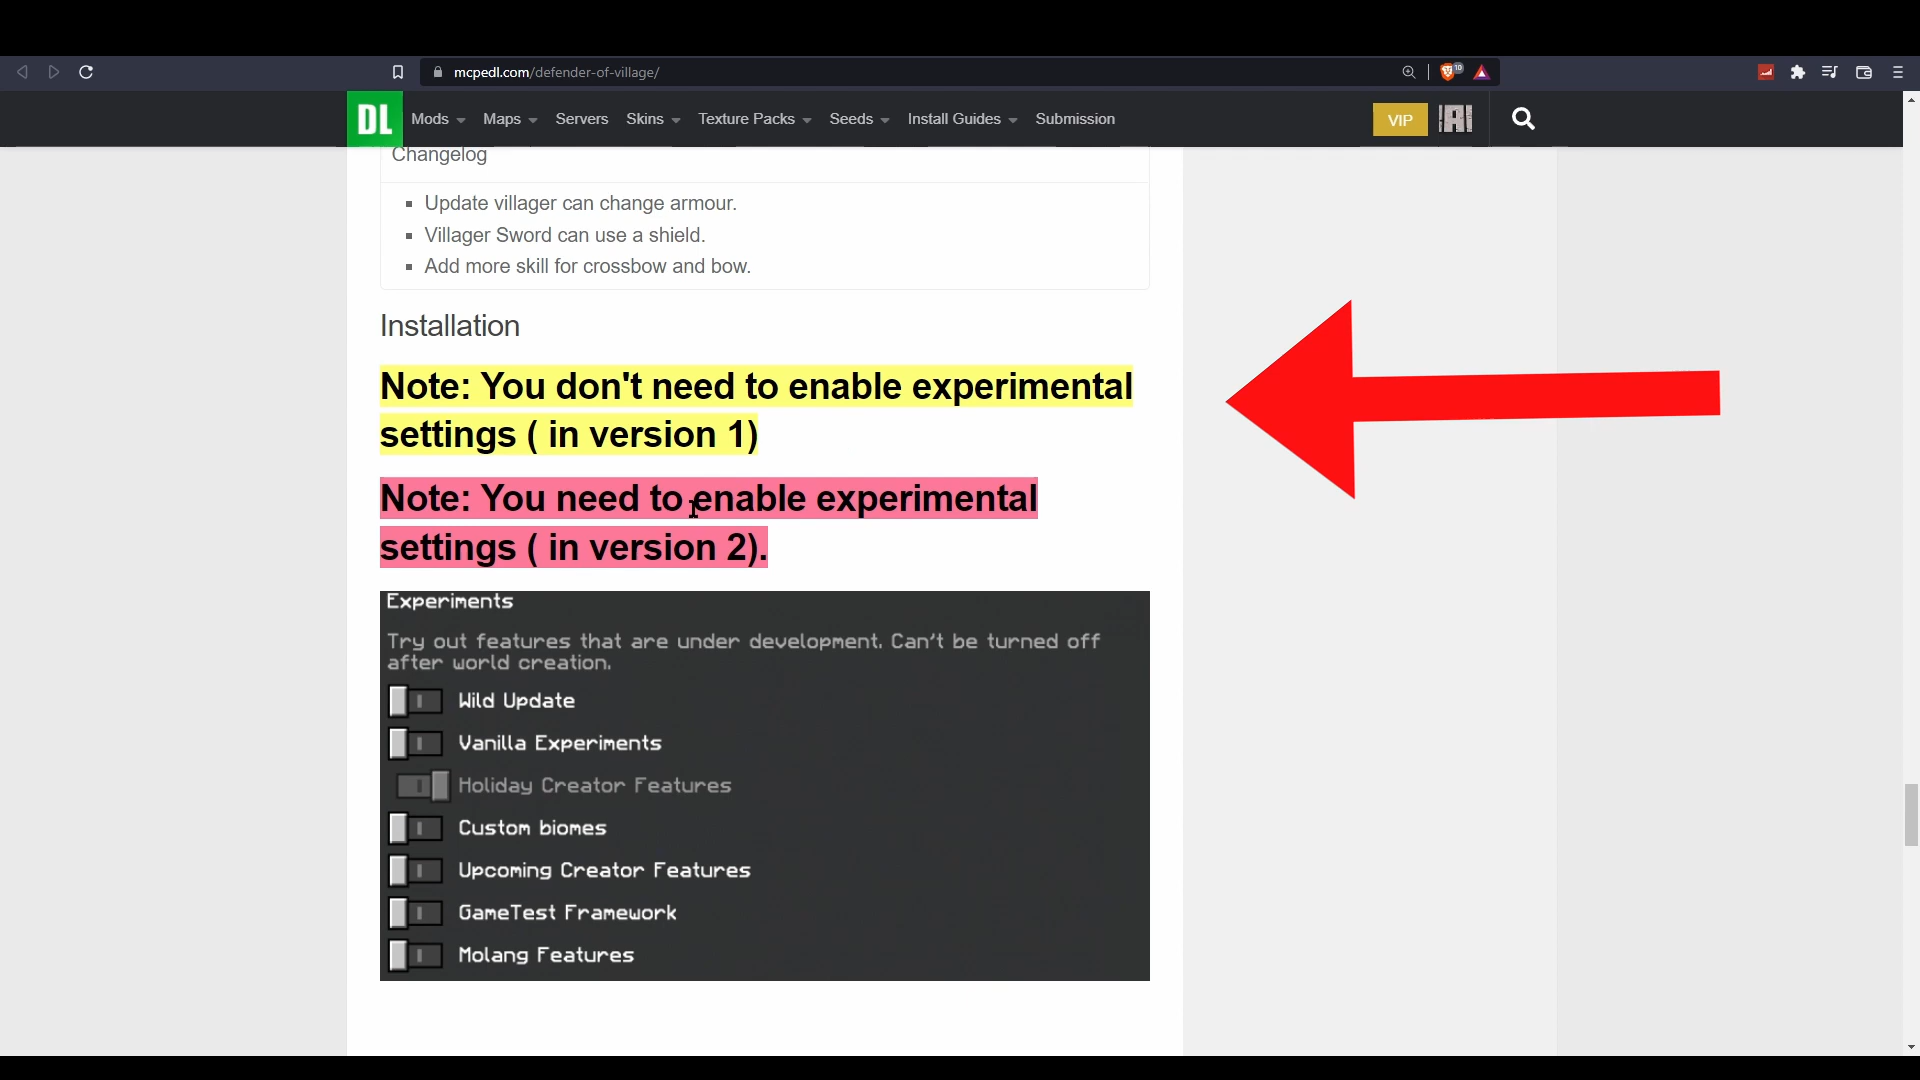 mcpedl.com/defender-of-village/
10
DL Mods Maps Servers Skins Texture Packs Seeds Install Guides Submission VIP
Changelog
Update villager can change armour.
Villager Sword can use a shield.
Add more skill for crossbow and bow.
Installation
Note: You don't need to enable experimental
settings ( in version 1)
Note: You need to enable experimental
settings ( in version 2).
Experiments
Try out features that are under development. Can't be turned off
after world creation.
Wild Update
Vanilla Experiments
Holiday Creator Features
Custom biomes
Upcoming Creator Features
GameTest Framework
Molang Features